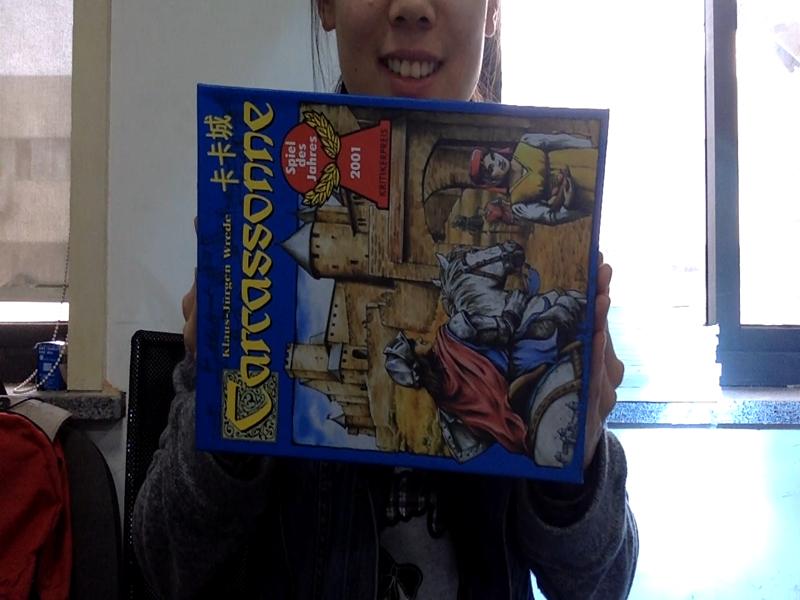 Klaus-Jürgen Wrede
卡卡城
Carcassonne
Spiel
des
Jahres
2001
KRITIKERPREIS